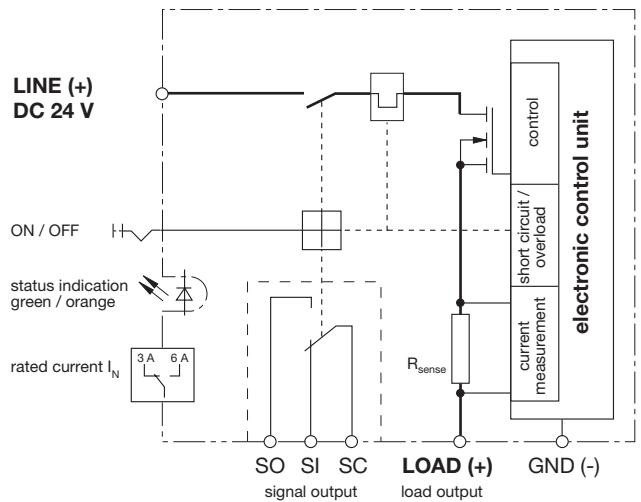 LINE (+)
DC 24 V
ON / OFF
status indication
green / orange
rated current I_N
3 A 6 A
R_sense
control
short circuit /
overload
current
measurement
electronic control unit
SO SI SC LOAD (+) GND (-)
signal output load output